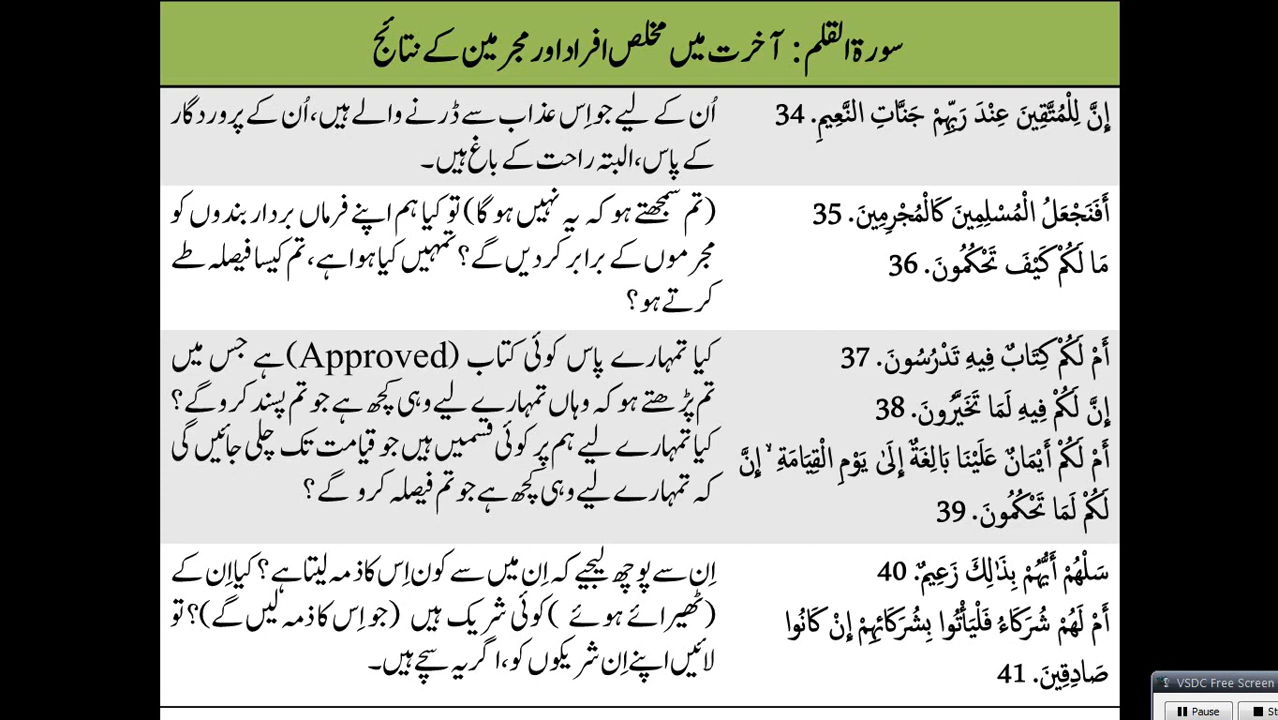 سورۃ القلم: آخرت میں مخلص افراد اور مجرمین کے نتائج
إِنَّ لِلْمُتَّقِينَ عِنْدَ رَبِّهِمْ جَنَّاتِ النَّعِيمِ. 34
اُن کے لیے جو اِس عذاب سے ڈرنے والے ہیں، اُن کے پروردگار
کے پاس، البتہ راحت کے باغ ہیں۔
أَفَنَجْعَلُ الْمُسْلِمِينَ كَالْمُجْرِمِينَ. 35
مَا لَكُمْ كَيْفَ تَحْكُمُونَ. 36
(تم سمجھتے ہو کہ یہ نہیں ہو گا) تو کیا ہم اپنے فرماں بردار بندوں کو
مجرموں کے برابر کر دیں گے؟ تمہیں کیا ہوا ہے، تم کیسا فیصلہ طے
کرتے ہو؟
أَمْ لَكُمْ كِتَابٌ فِيهِ تَدْرُسُونَ. 37
إِنَّ لَكُمْ فِيهِ لَمَا تَخَيَّرُونَ. 38
أَمْ لَكُمْ أَيْمَانٌ عَلَيْنَا بَالِغَةٌ إِلَىٰ يَوْمِ الْقِيَامَةِ ۙ إِنَّ
لَكُمْ لَمَا تَحْكُمُونَ. 39
کیا تمہارے پاس کوئی کتاب (Approved) ہے جس میں
تم پڑھتے ہو کہ وہاں تمہارے لیے وہی کچھ ہے جو تم پسند کرو گے؟
کیا تمہارے لیے ہم پر کوئی قسمیں ہیں جو قیامت تک چلی جائیں گی
کہ تمہارے لیے وہی کچھ ہے جو تم فیصلہ کرو گے؟
سَلْهُمْ أَيُّهُمْ بِذَٰلِكَ زَعِيمٌ. 40
أَمْ لَهُمْ شُرَكَاءُ فَلْيَأْتُوا بِشُرَكَائِهِمْ إِنْ كَانُوا
صَادِقِينَ. 41
اِن سے پوچھ لیجیے کہ اِن میں سے کون اِس کا ذمہ لیتا ہے؟ کیا اِن کے
(ٹھیرائے ہوئے) کوئی شریک ہیں (جو اِس کا ذمہ لیں گے)؟ تو
لائیں اپنے اِن شریکوں کو، اگر یہ سچے ہیں۔
VSDC Free Screen
Pause
St